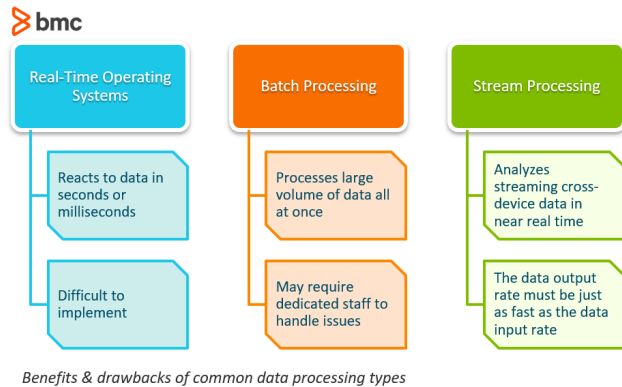 bmc
Real-Time Operating
Systems
Reacts to data in
seconds or
milliseconds
Difficult to
implement
Batch Processing
Processes large
volume of data all
at once
May require
dedicated staff to
handle issues
Stream Processing
Analyzes
streaming cross-
device data in
near real time
The data output
rate must be just
as fast as the data
input rate
Benefits & drawbacks of common data processing types